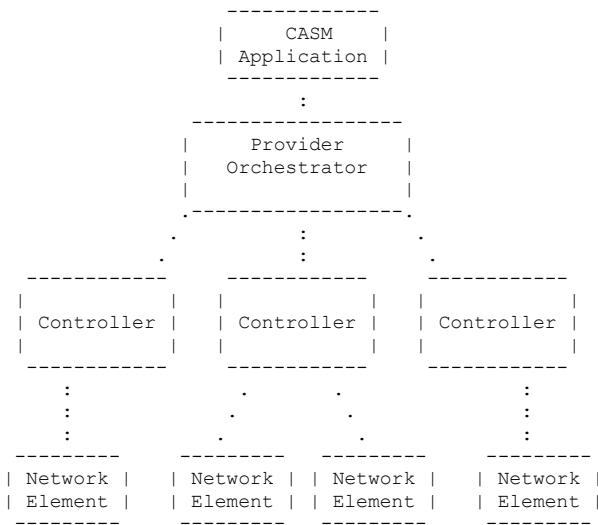 CASM
Application
Provider
Orchestrator
Controller Controller Controller
Network Network Network Network
Element Element Element Element